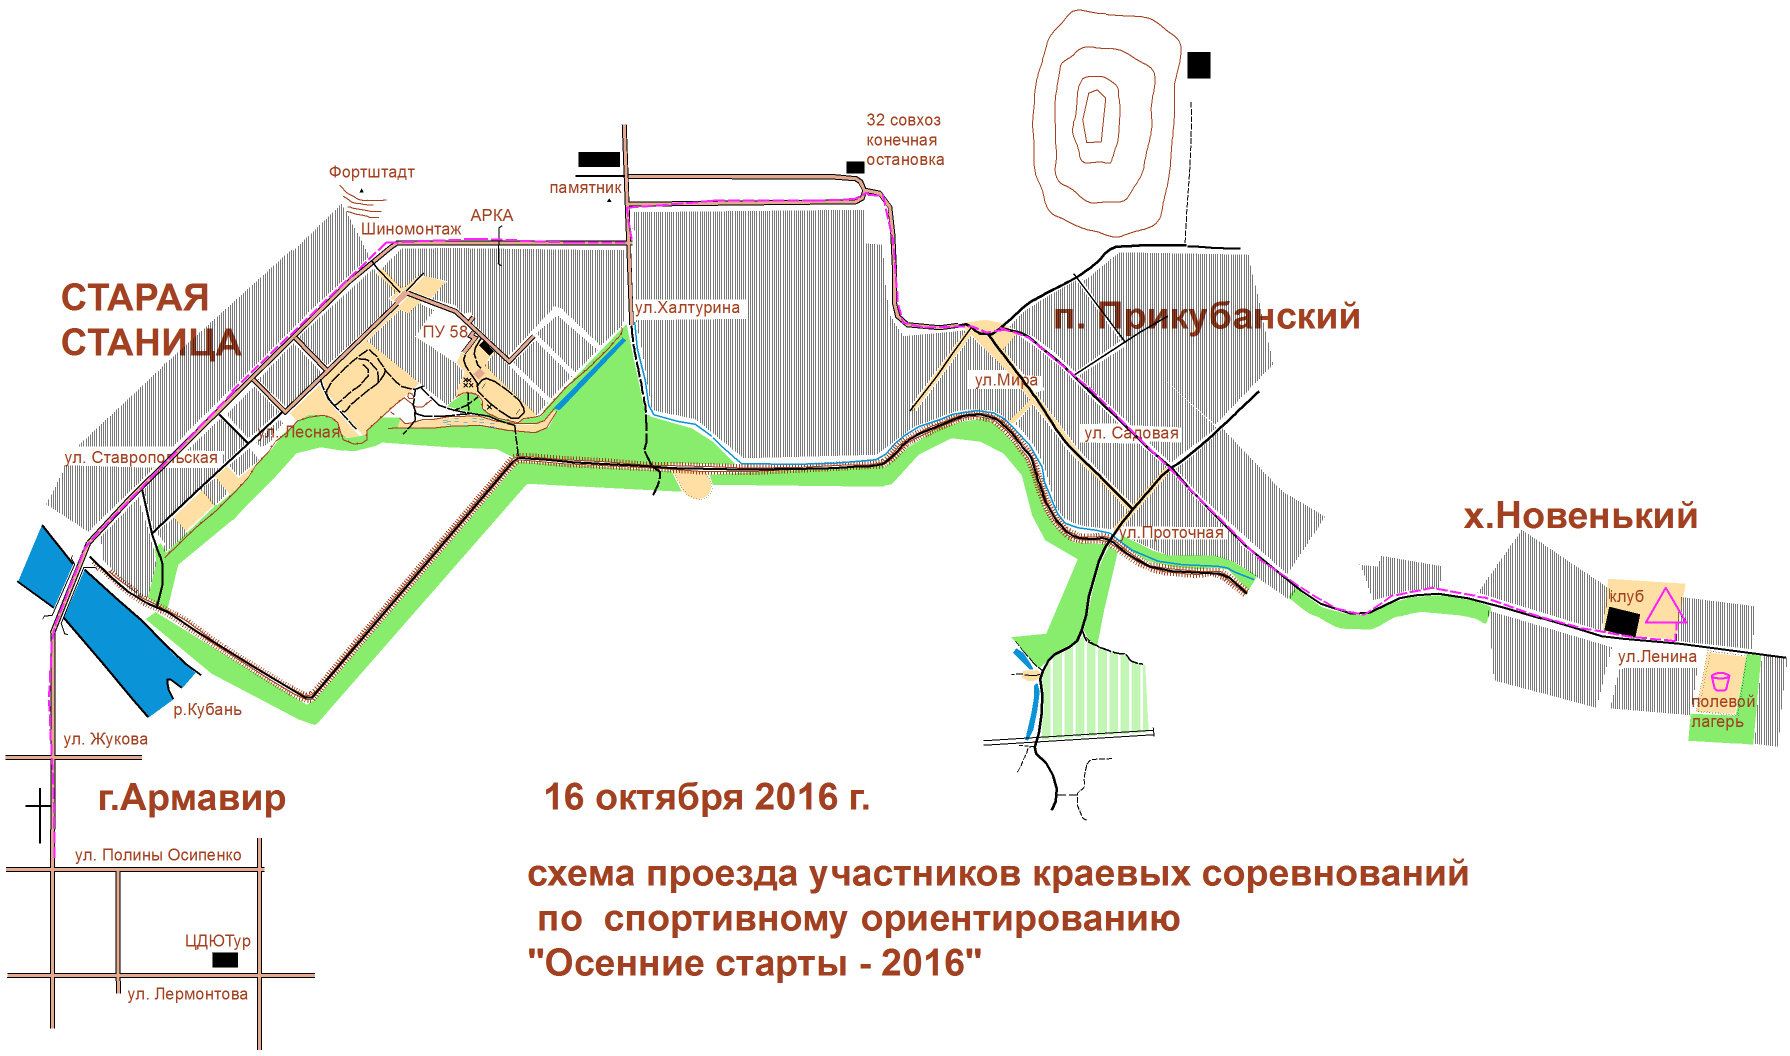 32 совхоз
конечная
остановка
Фортштадт
памятник
АРКА
Шиномонтаж
СТАРАЯ
СТАНИЦА
ул.Халтурина
п. Прикубанский
ПУ 58
ул.Мира
ул. Лесная
ул. Садовая
ул. Ставропольская
х.Новенький
ул.Проточная
клуб
ул.Ленина
полевой
лагерь
р.Кубань
ул. Жукова
г.Армавир
16 октября 2016 г.
ул. Полины Осипенко
схема проезда участников краевых соревнований
по спортивному ориентированию
"Осенние старты - 2016"
ЦДЮТур
ул. Лермонтова